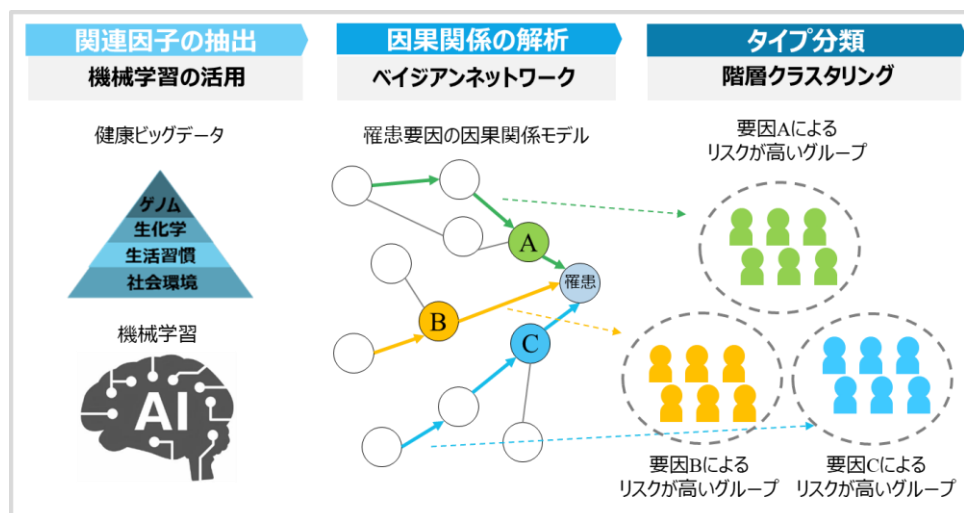 関連因子の抽出
機械学習の活用
健康ビッグデータ
ゲノム
生化学
生活習慣
社会環境
機械学習
AI
因果関係の解析
ベイジアンネットワーク
罹患要因の因果関係モデル
A
罹患
B
C
タイプ分類
階層クラスタリング
要因Aによる
リスクが高いグループ
要因Bによる
リスクが高いグループ
要因Cによる
リスクが高いグループ